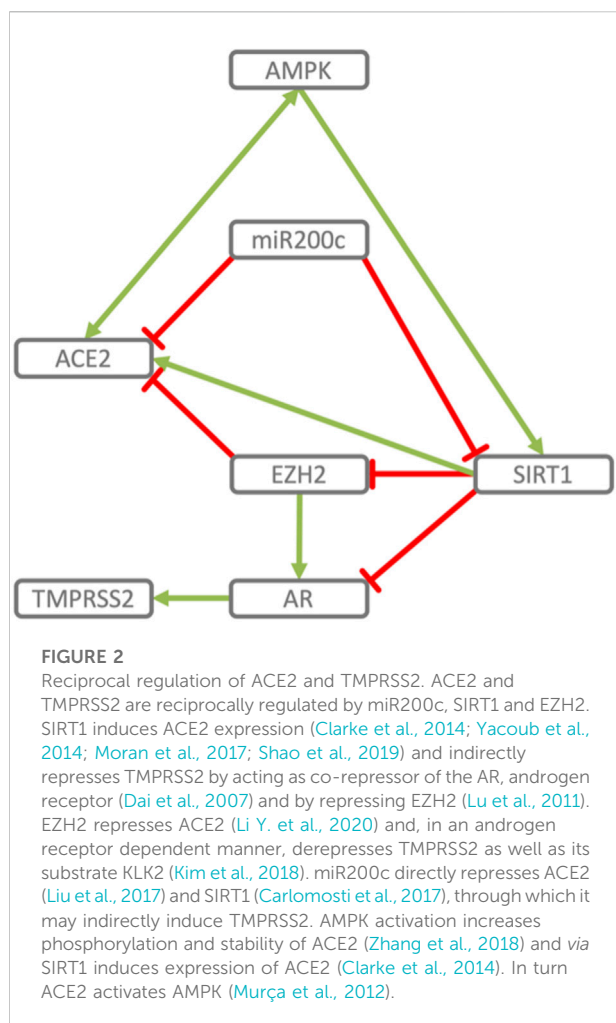 AMPK
miR200c
ACE2
EZH2
SIRT1
TMPRSS2
AR
FIGURE 2
Reciprocal regulation of ACE2 and TMPRSS2. ACE2 and
TMPRSS2 are reciprocally regulated by miR200c, SIRT1 and EZH2.
SIRT1 induces ACE2 expression (Clarke et al., 2014; Yacoub et al.,
2014; Moran et al., 2017; Shao et al., 2019) and indirectly
represses TMPRSS2 by acting as co-repressor of the AR, androgen
receptor (Dai et al., 2007) and by repressing EZH2 (Lu et al., 2011).
EZH2 represses ACE2 (Li Y. et al., 2020) and, in an androgen
receptor dependent manner, derepresses TMPRSS2 as well as its
substrate KLK2 (Kim et al., 2018). miR200c directly represses ACE2
(Liu et al., 2017) and SIRT1 (Carlomosti et al., 2017), through which it
may indirectly induce TMPRSS2. AMPK activation increases
phosphorylation and stability of ACE2 (Zhang et al., 2018) and via
SIRT1 induces expression of ACE2 (Clarke et al., 2014). In turn
ACE2 activates AMPK (Murça et al., 2012).